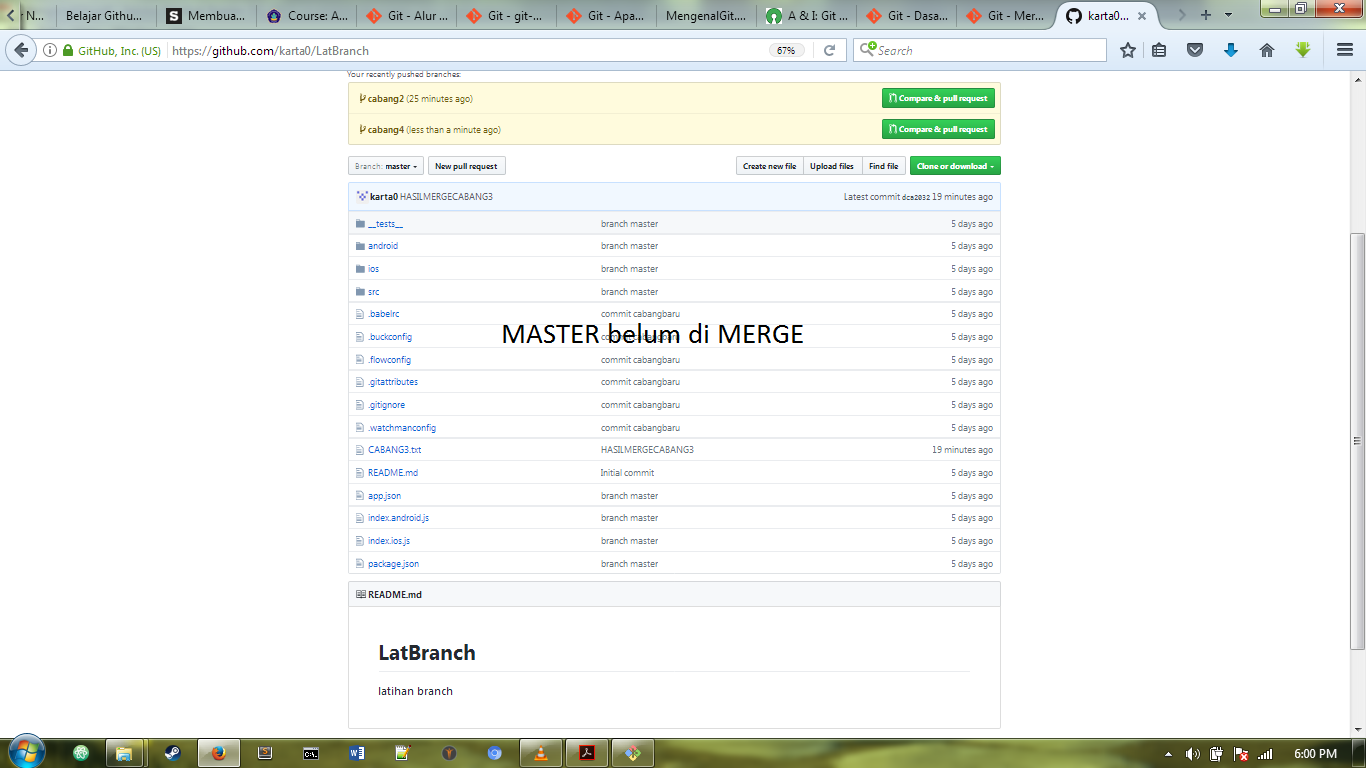 N...
Belajar Githu...
Membua...
Course: A...
Git - Alur ...
Git - git-...
Git - Apa...
MengenalGit....
A & I: Git ...
Git - Dasa...
Git - Mer...
karta0...
GitHub, Inc. (US) https://github.com/karta0/LatBranch 67% Search
Your recently pushed branches:
cabang2 (25 minutes ago) Compare & pull request
cabang4 (less than a minute ago) Compare & pull request
Branch: master New pull request Create new file Upload files Find file Clone or download
karta0 HASILMERGECABANG3 Latest commit dca2032 19 minutes ago
__tests__ branch master 5 days ago
android branch master 5 days ago
ios branch master 5 days ago
src branch master 5 days ago
.babelrc commit cabangbaru 5 days ago
MASTER belum di MERGE
.buckconfig commit cabangbaru 5 days ago
.flowconfig commit cabangbaru 5 days ago
.gitattributes commit cabangbaru 5 days ago
.gitignore commit cabangbaru 5 days ago
.watchmanconfig commit cabangbaru 5 days ago
CABANG3.txt HASILMERGECABANG3 19 minutes ago
README.md Initial commit 5 days ago
app.json branch master 5 days ago
index.android.js branch master 5 days ago
index.ios.js branch master 5 days ago
package.json branch master 5 days ago
README.md
LatBranch
latihan branch
6:00 PM